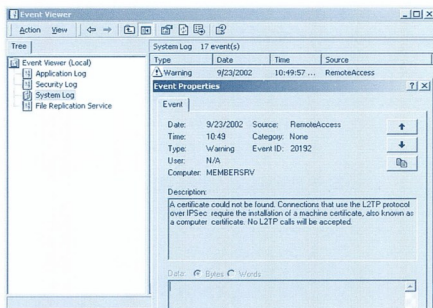 Event Viewer
Action View
Tree
System Log 17 event(s)
Type Date Time Source
Warning 9/23/2002 10:49:57 ... RemoteAccess
Event Viewer (Local)
Application Log
Security Log
System Log
File Replication Service
Event Properties
Event
Date: 9/23/2002 Source: RemoteAccess
Time: 10:49 Category: None
Type: Warning Event ID: 20192
User: N/A
Computer: MEMBERSRV
Description:
A certificate could not be found. Connections that use the L2TP protocol
over IPSec require the installation of a machine certificate, also known as
a computer certificate. No L2TP calls will be accepted.
Data: Bytes Words